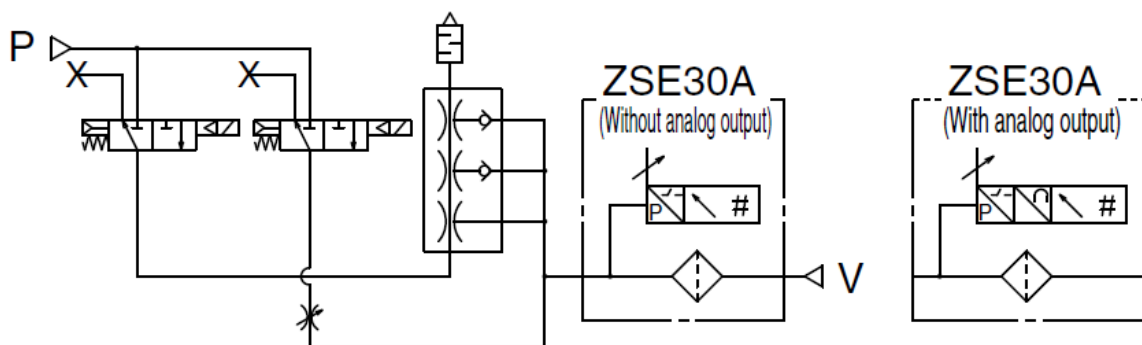 P
X
X
ZSE30A
(Without analog output)
P
#
V
ZSE30A
(With analog output)
P
#